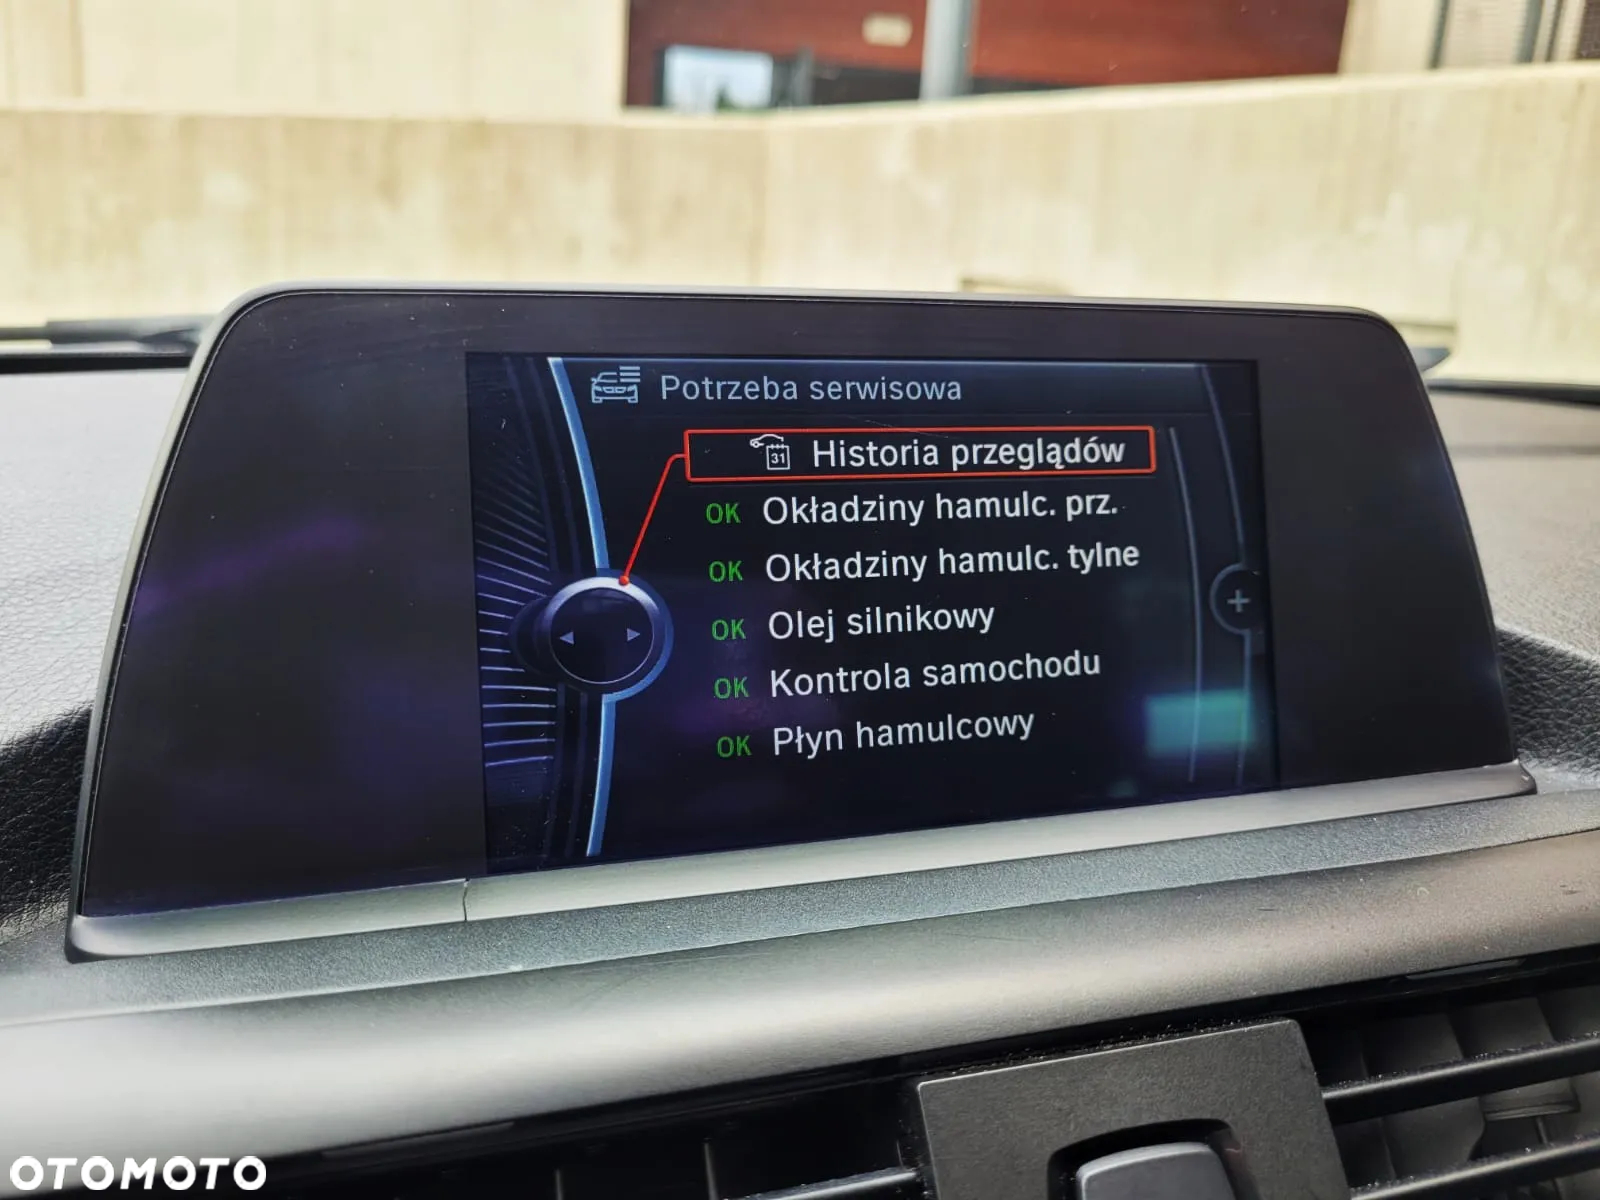 Potrzeba serwisowa
31 Historia przeglądów
OK Okładziny hamulc. prz.
OK Okładziny hamulc. tylne
OK Olej silnikowy
OK Kontrola samochodu
OK Płyn hamulcowy
+
OTOMOTO